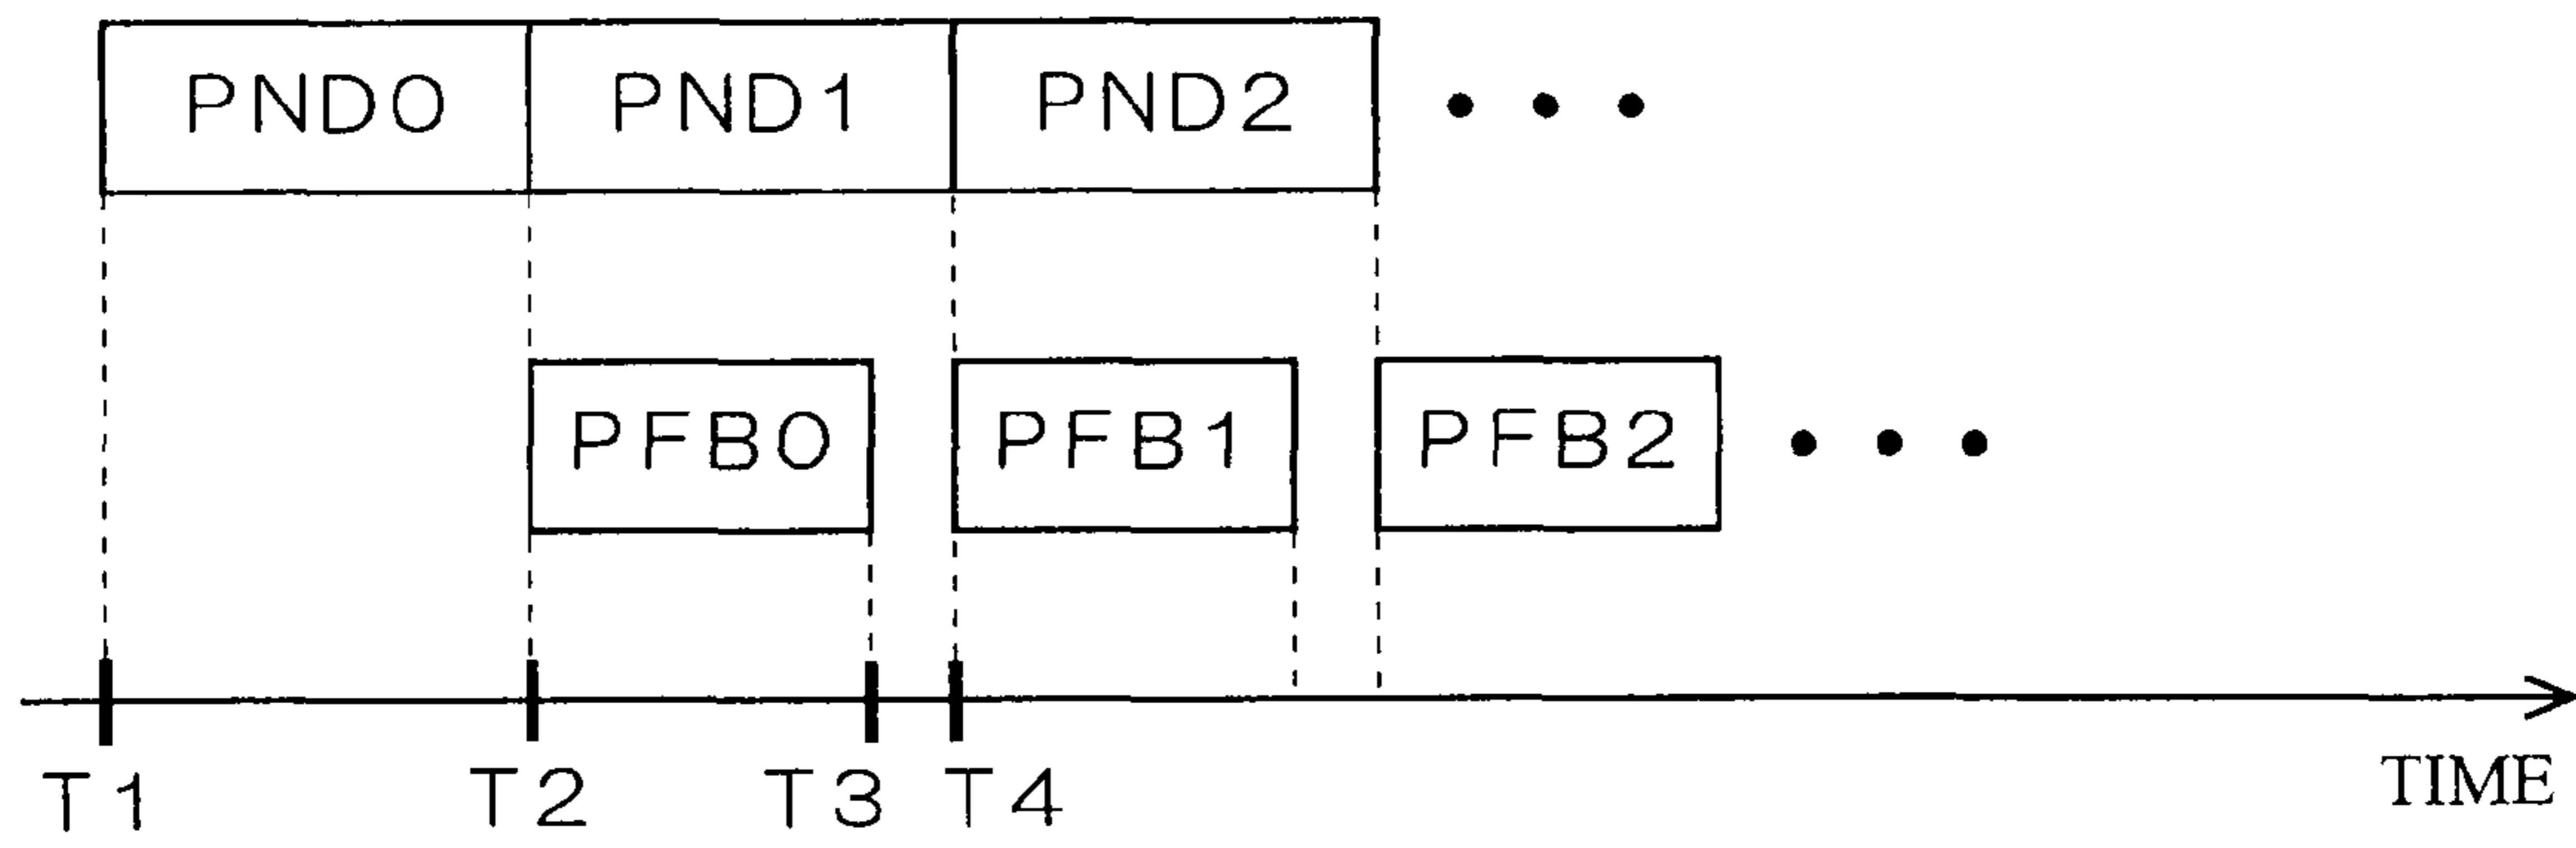 PND0 PND1 PND2 • • •
PFB0 PFB1 PFB2 • • •
T1 T2 T3 T4 TIME